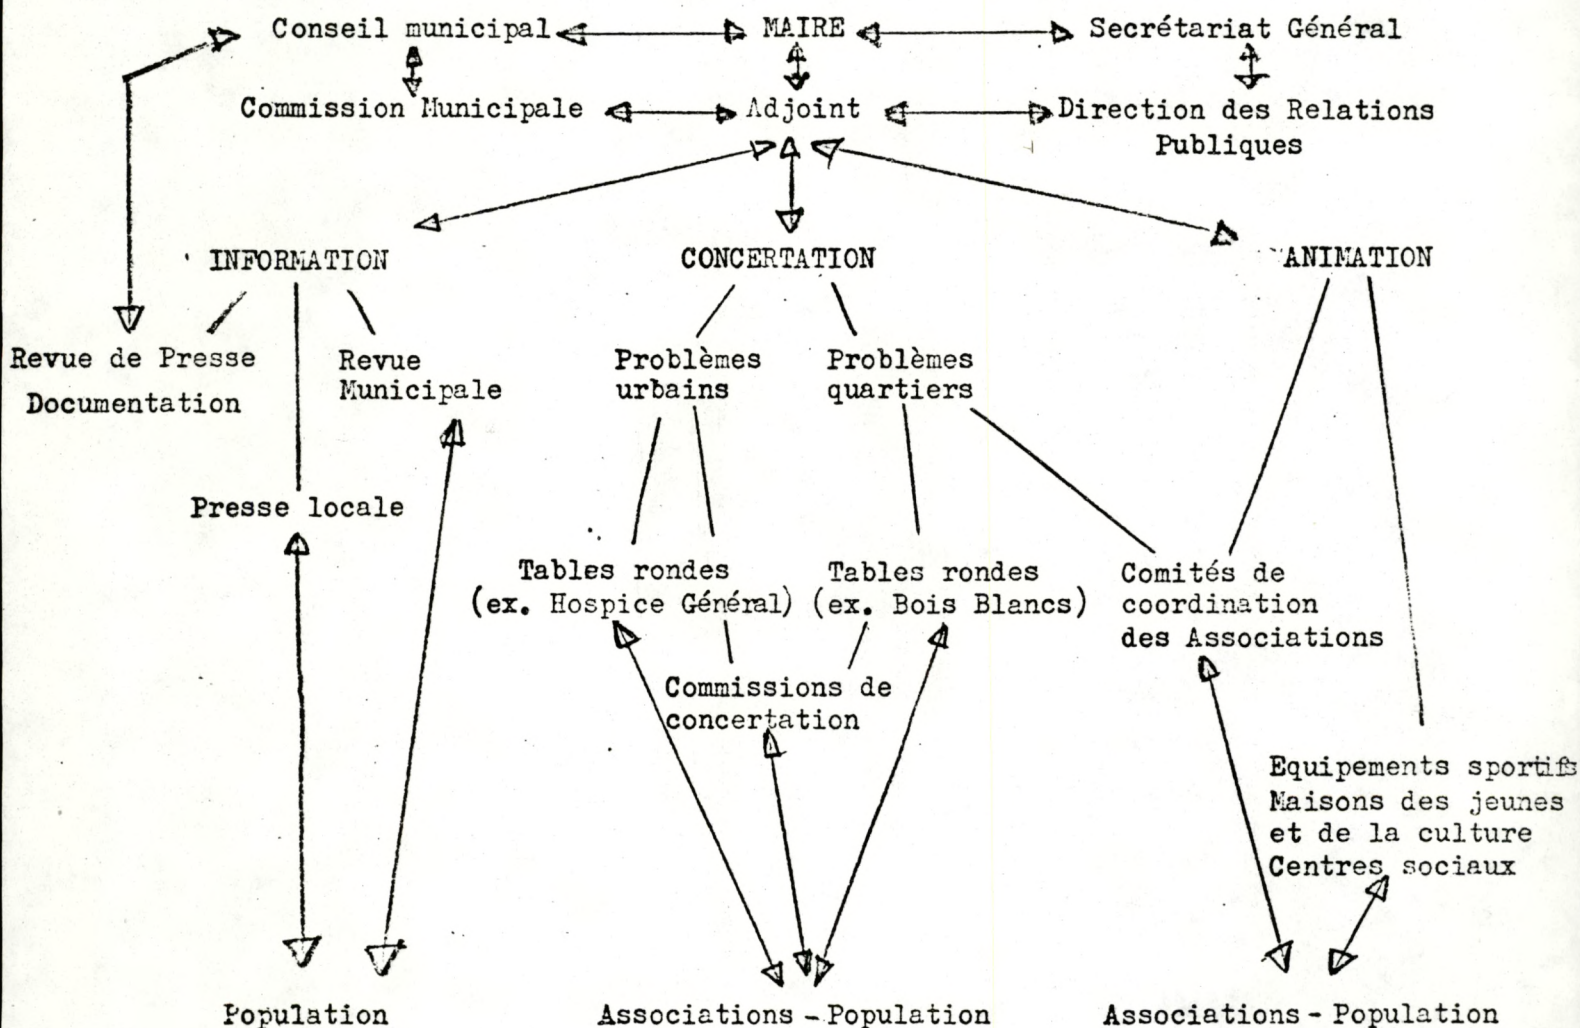 Conseil municipal MAIRE Secrétariat Général
Commission Municipale Adjoint Direction des Relations
Publiques
INFORMATION CONCERTATION ANIMATION
Revue de Presse Revue Problèmes Problèmes
Municipale urbains quartiers
Documentation
Presse locale
Tables rondes Tables rondes Comités de
(ex. Hospice Général) (ex. Bois Blancs) coordination
des Associations
Commissions de
concertation
Equipements sportifs
Maisons des jeunes
et de la culture
Centres sociaux
Population Associations - Population Associations - Population